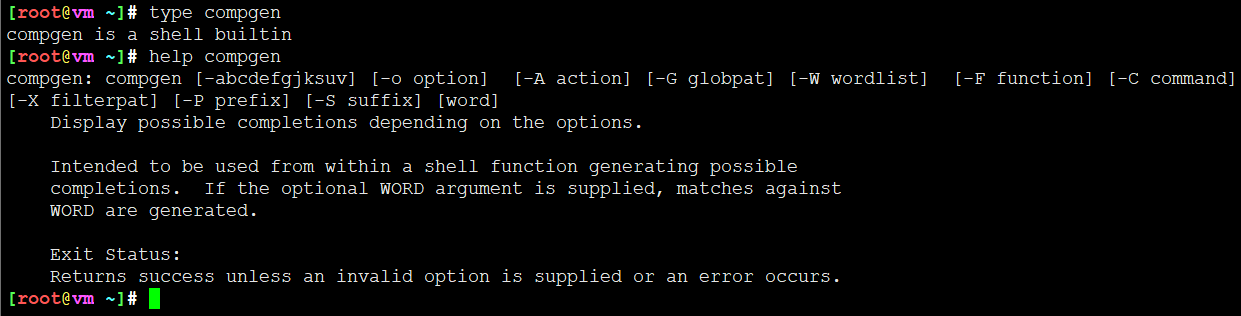 [root@vm ~]# type compgen
compgen is a shell builtin
[root@vm ~]# help compgen
compgen: compgen [-abcdefgjksuv] [-o option]  [-A action] [-G globpat] [-W wordlist]  [-F function] [-C command]
[-X filterpat] [-P prefix] [-S suffix] [word]
    Display possible completions depending on the options.

    Intended to be used from within a shell function generating possible
    completions.  If the optional WORD argument is supplied, matches against
    WORD are generated.

    Exit Status:
    Returns success unless an invalid option is supplied or an error occurs.
[root@vm ~]#